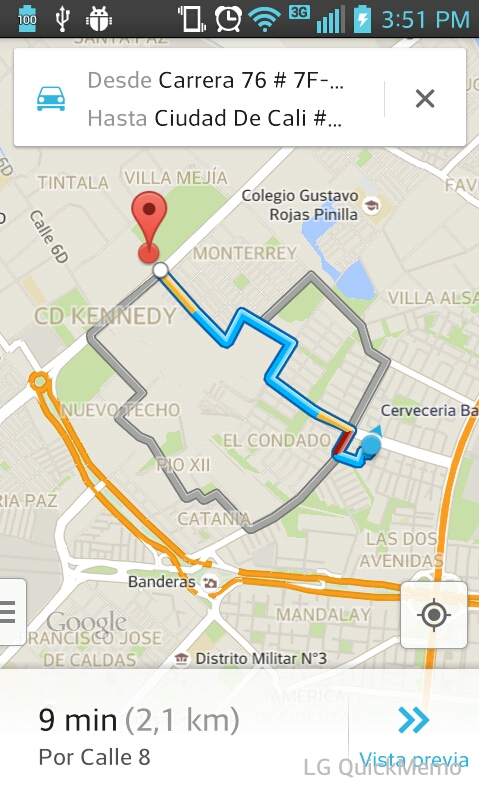 100
3G
3:51 PM
SANTA PAZ
Desde Carrera 76 # 7F-...
Hasta Ciudad De Cali #...
TINTALA
VILLA MEJÍA
Colegio Gustavo
Rojas Pinilla
Calle 6D
MONTERREY
VILLA ALSA
CD KENNEDY
NUEVO TECHO
Cerveceria Ba
EL CONDADO
PIO XII
RIA PAZ
CATANIA
LAS DOS
AVENIDAS
Banderas
Google
MANDALAY
FRANCISCO JOSE
DE CALDAS
Distrito Militar N°3
AMERICA
9 min (2,1 km)
Por Calle 8
Vista previa
LG QuickMemo